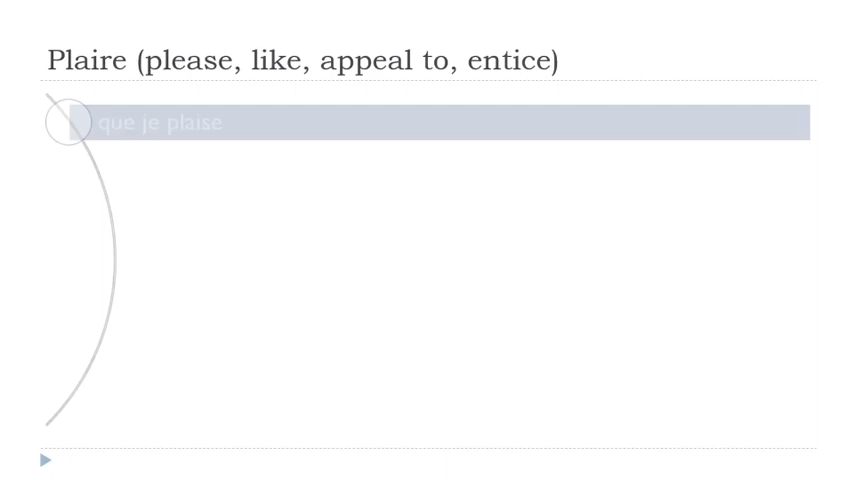 Plaire (please, like, appeal to, entice)
que je plaise